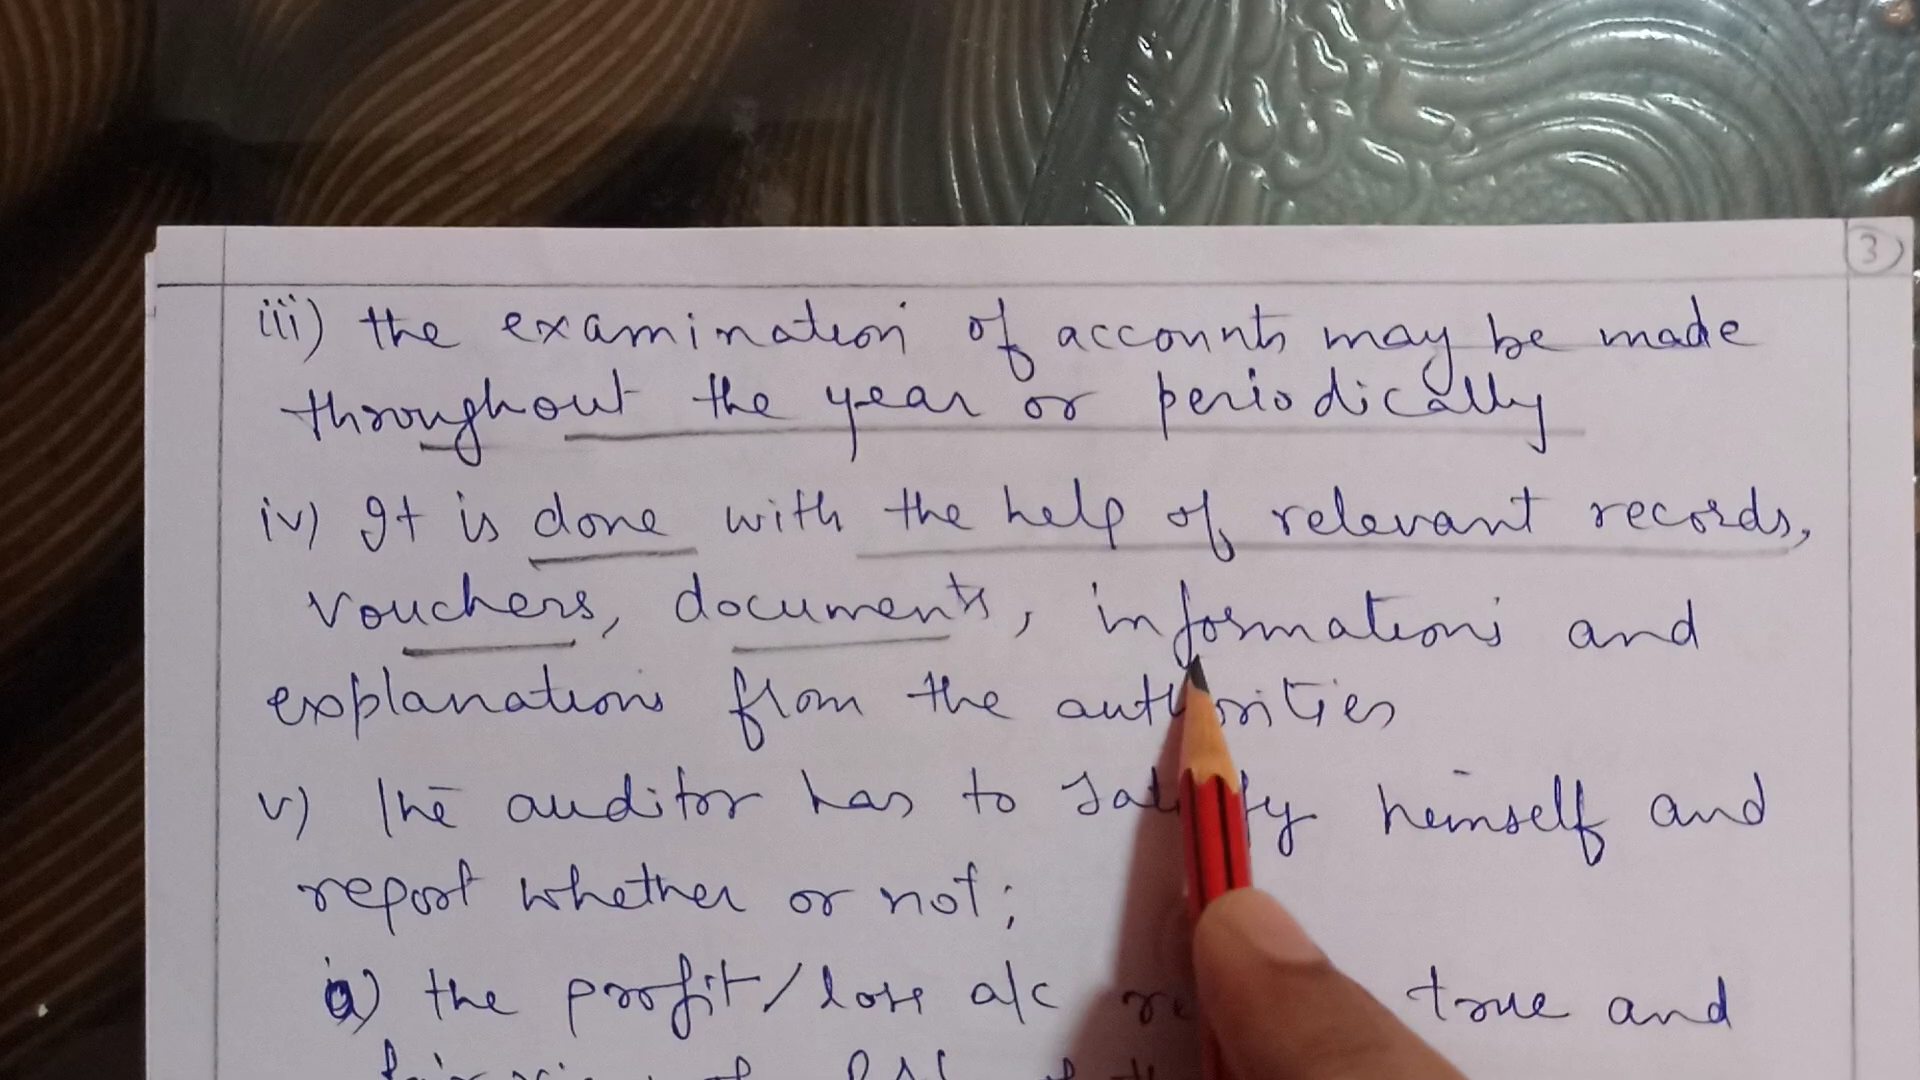 3
iii) the examination of accounts may be made
throughout the year or periodically
iv) It is done with the help of relevant records,
vouchers, documents, informations and
explanations from the authorities
v) The auditor has to satisfy himself and
report whether or not;
a) the profit/loss a/c true and